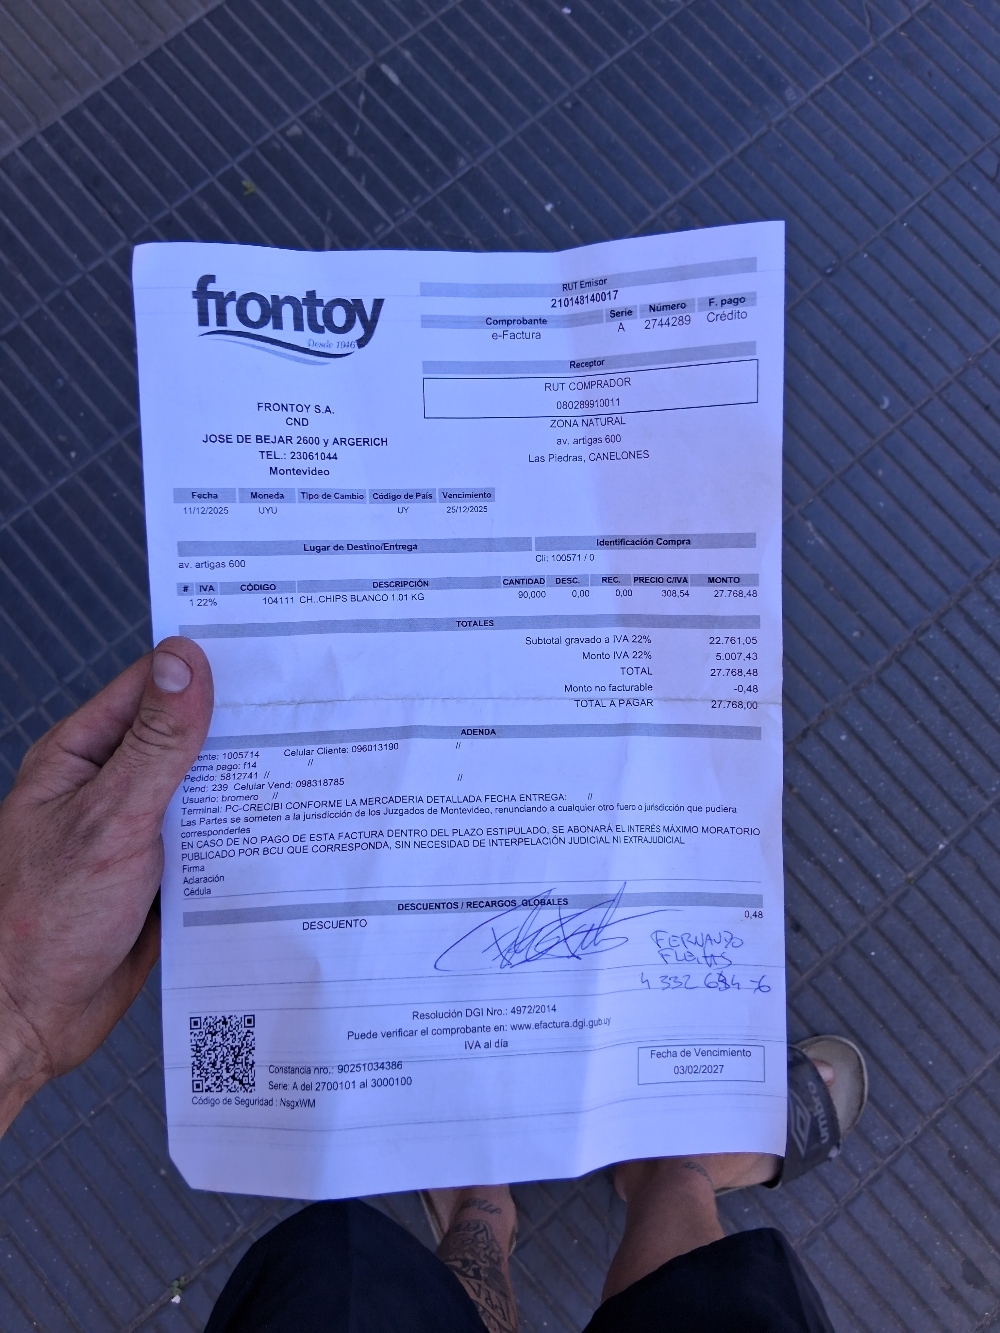 frontoy
Desde 1946
FRONTOY S.A.
CND
JOSE DE BEJAR 2600 y ARGERICH
TEL.: 23061044
Montevideo
RUT Emisor
210148140017
Comprobante Serie Número F. pago
e-Factura A 2744289 Crédito
Receptor
RUT COMPRADOR
080289910011
ZONA NATURAL
av. artigas 600
Las Piedras, CANELONES
Fecha Moneda Tipo de Cambio Código de País Vencimiento
11/12/2025 UYU UY 25/12/2025
Lugar de Destino/Entrega Identificación Compra
av. artigas 600 Cli: 100571 / 0
# IVA CÓDIGO DESCRIPCIÓN CANTIDAD DESC. REC. PRECIO C/IVA MONTO
1 22% 104111 CH..CHIPS BLANCO 1.01 KG 90,000 0,00 0,00 308,54 27.768,48
TOTALES
Subtotal gravado a IVA 22% 22.761,05
Monto IVA 22% 5.007,43
TOTAL 27.768,48
Monto no facturable -0,48
TOTAL A PAGAR 27.768,00
ADENDA
ente: 1005714 Celular Cliente: 096013190 //
orma pago: f14 //
Pedido: 5812741 //
Vend: 239 Celular Vend: 098318785 //
Usuario: bromero //
Terminal: PC-CRECIBI CONFORME LA MERCADERIA DETALLADA FECHA ENTREGA: //
Las Partes se someten a la jurisdicción de los Juzgados de Montevideo, renunciando a cualquier otro fuero o jurisdicción que pudiera
corresponderles
EN CASO DE NO PAGO DE ESTA FACTURA DENTRO DEL PLAZO ESTIPULADO, SE ABONARÁ EL INTERÉS MÁXIMO MORATORIO
PUBLICADO POR BCU QUE CORRESPONDA, SIN NECESIDAD DE INTERPELACIÓN JUDICIAL NI EXTRAJUDICIAL
Firma
Aclaración
Cédula
DESCUENTOS / RECARGOS GLOBALES
DESCUENTO 0,48
FERNANDO
Resolución DGI Nro.: 4972/2014
Puede verificar el comprobante en: www.efactura.dgi.gub.uy
IVA al día
Constancia nro.: 90251034386
Serie: A del 2700101 al 3000100
Código de Seguridad : NsgxWM
Fecha de Vencimiento
03/02/2027
umbro